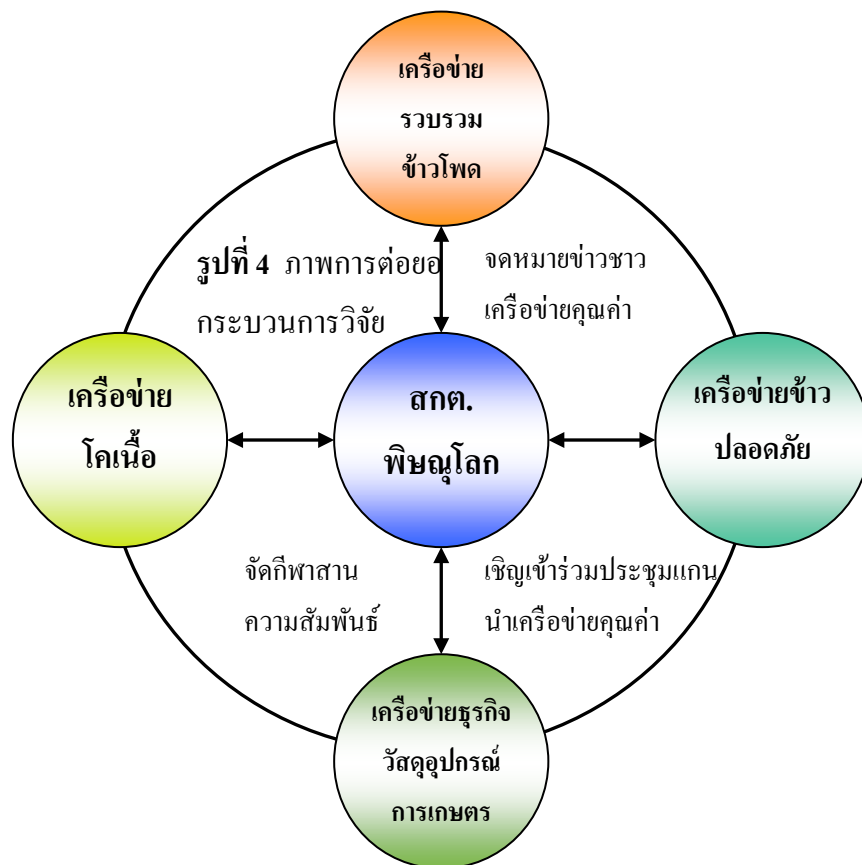 เครือข่าย
รวบรวม
ข้าวโพด
รูปที่ 4 ภาพการต่อยอ
กระบวนการวิจัย
จดหมายข่าวชาว
เครือข่ายคุณค่า
เครือข่าย
โคเนื้อ
สกต.
พิษณุโลก
เครือข่ายข้าว
ปลอดภัย
จัดกีฬาสาน
ความสัมพันธ์
เชิญเข้าร่วมประชุมแกน
นำเครือข่ายคุณค่า
เครือข่ายธุรกิจ
วัสดุอุปกรณ์
การเกษตร